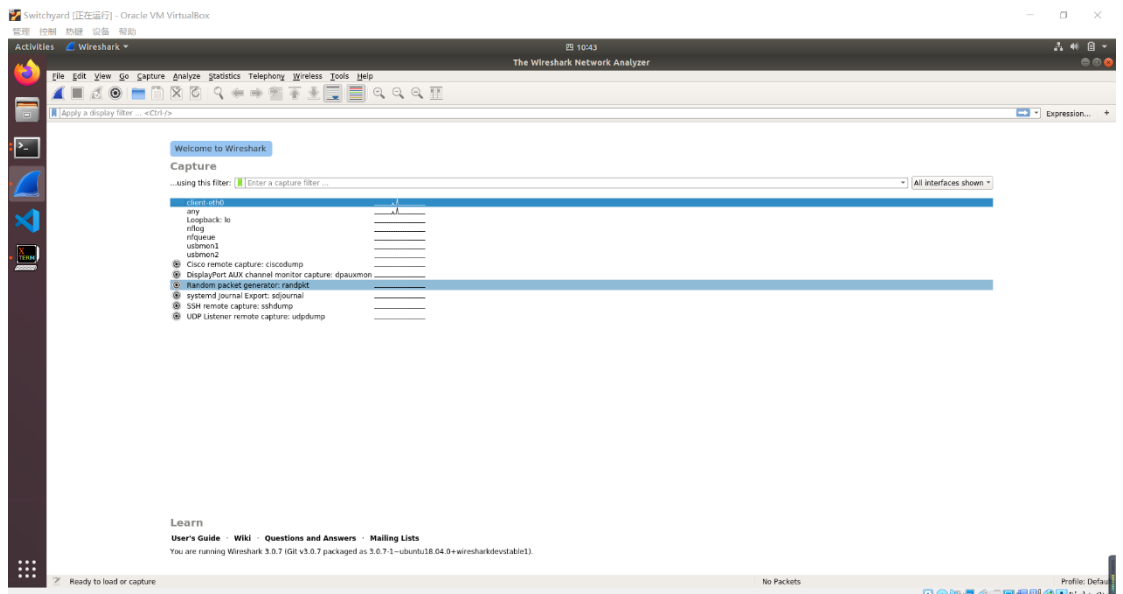 Switchyard [正在运行] - Oracle VM VirtualBox
管理 控制 热键 设备 帮助
Activities Wireshark 四 10:43
The Wireshark Network Analyzer
File Edit View Go Capture Analyze Statistics Telephony Wireless Tools Help
Apply a display filter ... <Ctrl-/> Expression... +
Welcome to Wireshark
Capture
...using this filter: Enter a capture filter ... All interfaces shown
client-eth0
any
Loopback: lo
nflog
nfqueue
usbmon1
usbmon2
Cisco remote capture: ciscodump
DisplayPort AUX channel monitor capture: dpauxmon
Random packet generator: randpkt
systemd Journal Export: sdjournal
SSH remote capture: sshdump
UDP Listener remote capture: udpdump
Learn
User's Guide · Wiki · Questions and Answers · Mailing Lists
You are running Wireshark 3.0.7 (Git v3.0.7 packaged as 3.0.7-1~ubuntu18.04.0+wiresharkdevstable1).
Ready to load or capture No Packets Profile: Defau